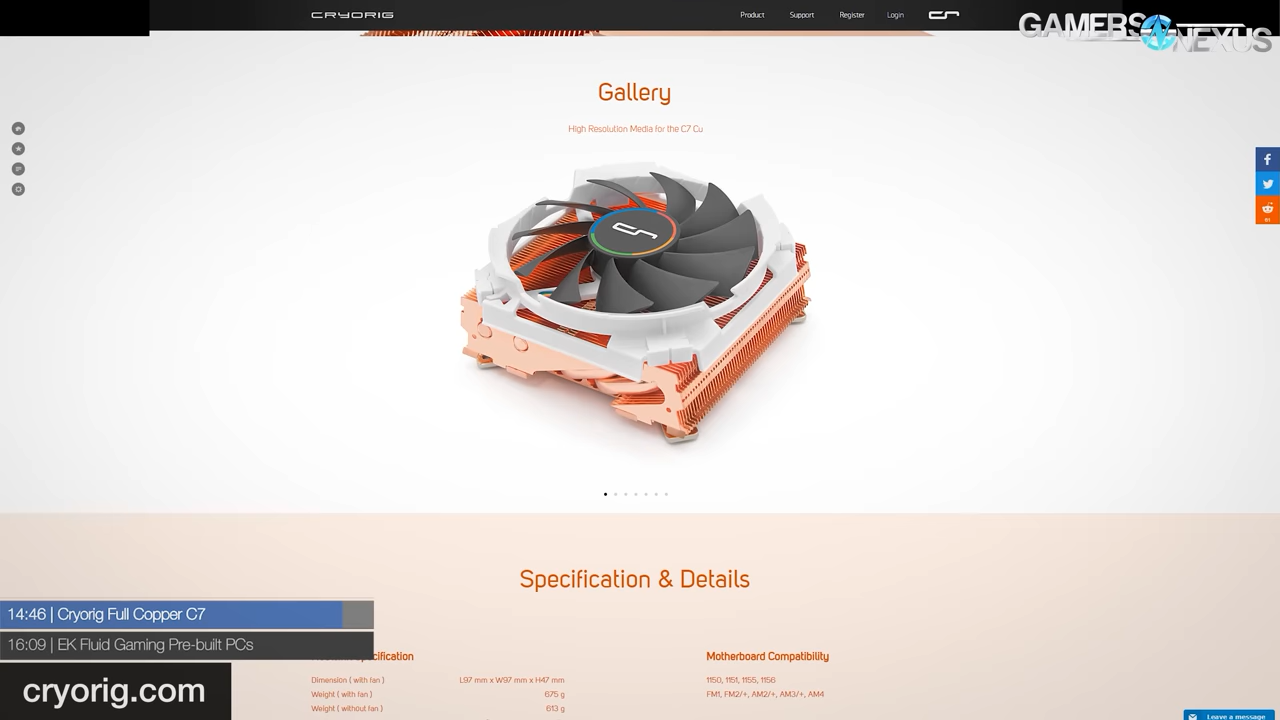 CRYORIG
Product Support Register Login
GAMERS NEXUS
Gallery
High Resolution Media for the C7 Cu
Specification & Details
14:46 | Cryorig Full Copper C7
16:09 | EK Fluid Gaming Pre-built PCs
cryorig.com
Motherboard Compatibility
Dimension ( with fan ) L97 mm x W97 mm x H47 mm
1150, 1151, 1155, 1156
Weight ( with fan ) 675 g
FM1, FM2/+, AM2/+, AM3/+, AM4
Weight ( without fan ) 613 g
Leave a message